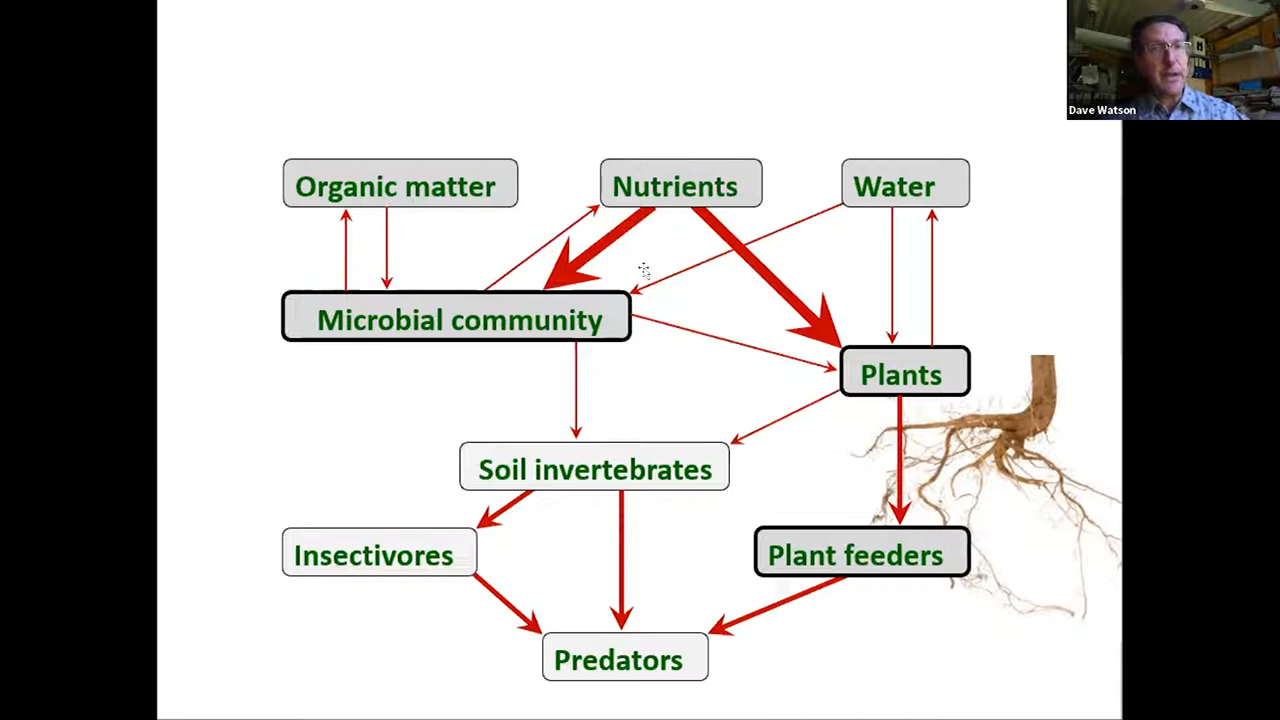 Dave Watson
Organic matter
Nutrients
Water
Microbial community
Plants
Soil invertebrates
Insectivores
Plant feeders
Predators